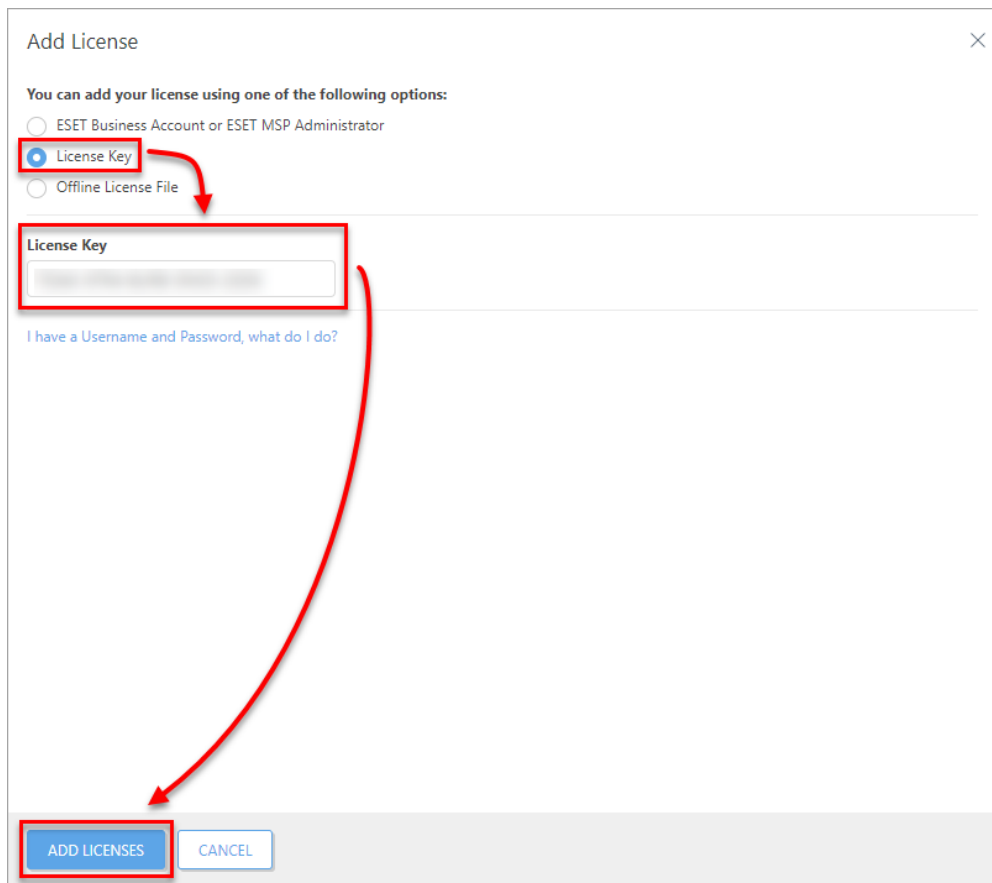 Add License
You can add your license using one of the following options:
ESET Business Account or ESET MSP Administrator
License Key
Offline License File
License Key
I have a Username and Password, what do I do?
ADD LICENSES
CANCEL